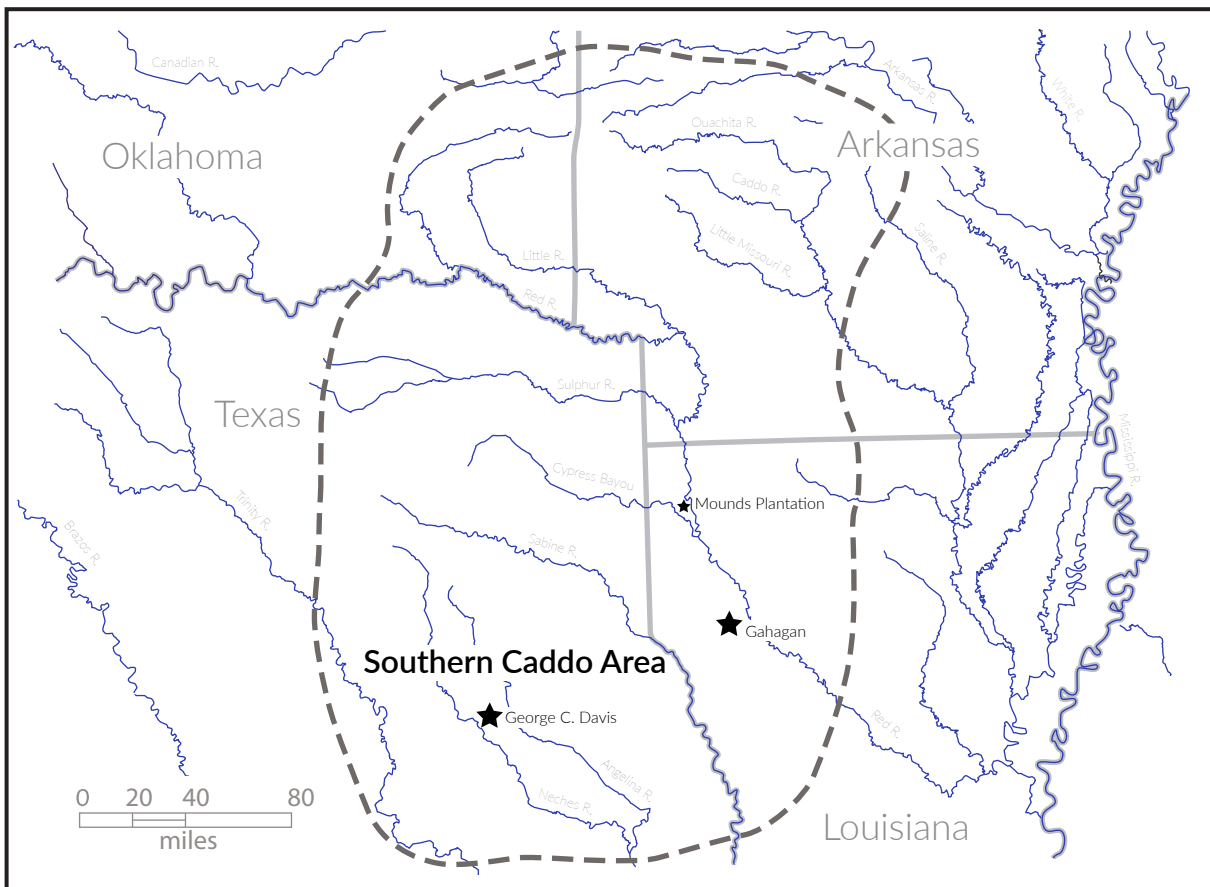 Canadian R.
Arkansas R.
White R.
Ouachita R.
Oklahoma
Arkansas
Caddo R.
Little Missouri R.
Saline R.
Little R.
Red R.
Sulphur R.
Texas
Mississippi R.
Cypress Bayou
Mounds Plantation
Trinity R.
Brazos R.
Sabine R.
Gahagan
Southern Caddo Area
George C. Davis
Red R.
Angelina R.
Neches R.
0 20 40 80
miles
Louisiana